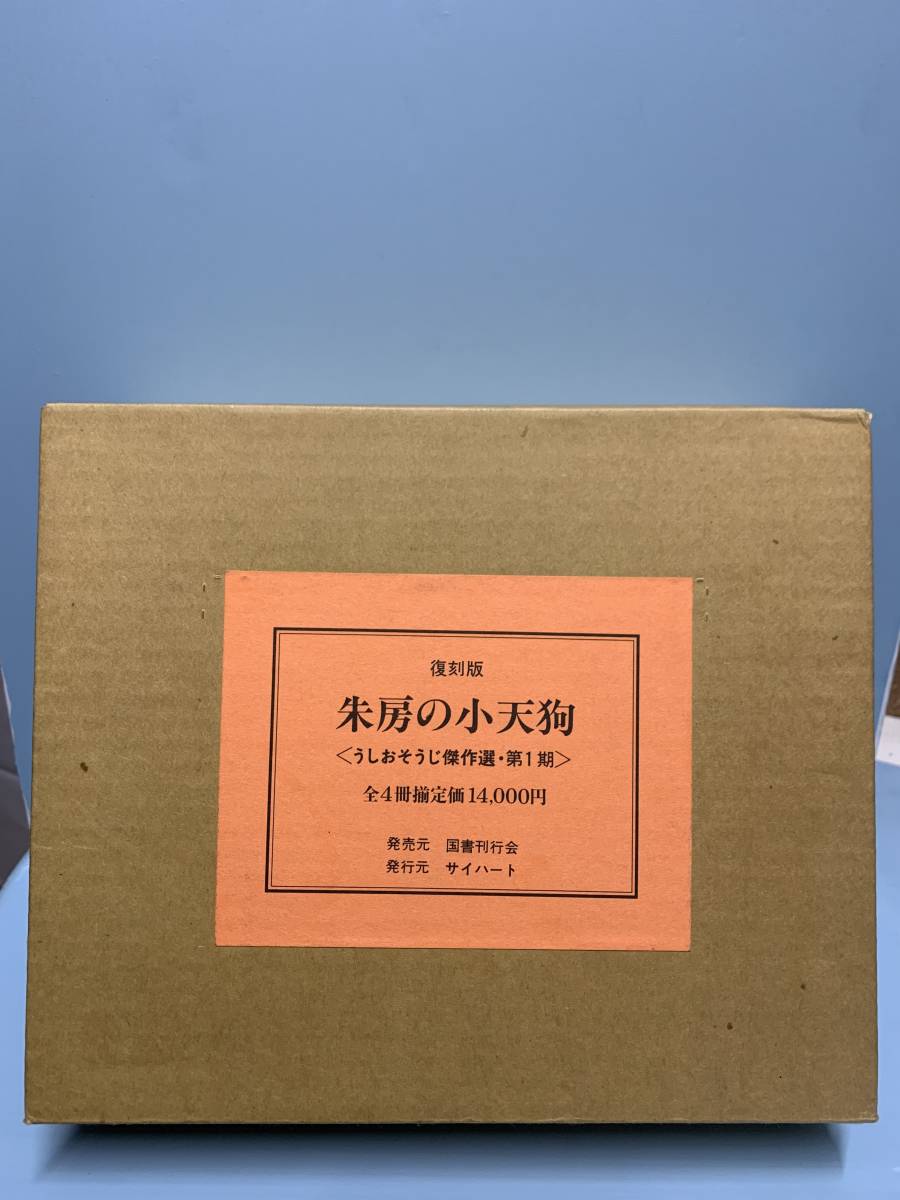 復刻版
朱房の小天狗
<うしおそうじ傑作選・第1期>
全4冊揃定価14,000円
発売元 国書刊行会
発行元 サイハート